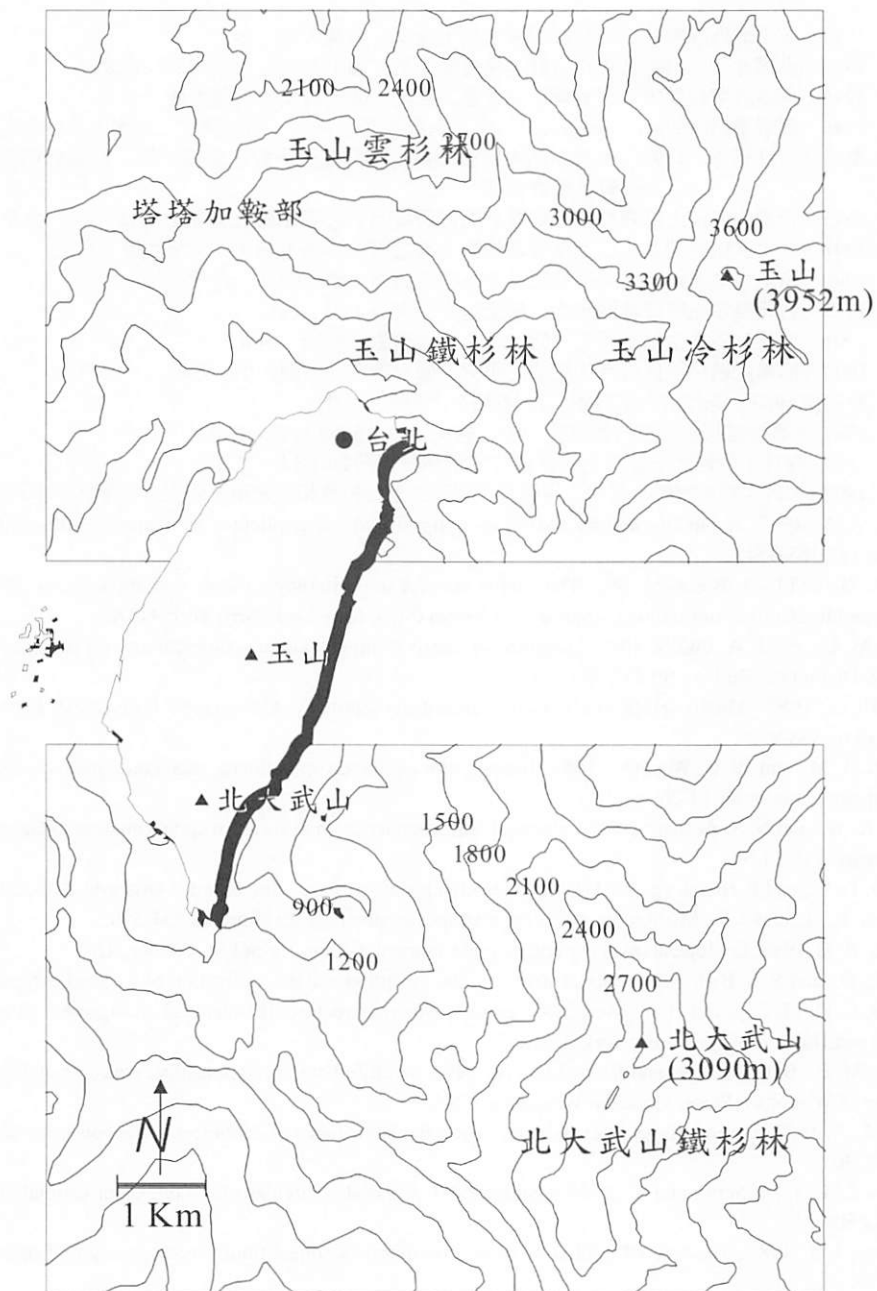 2100
2400
2700
玉山雲杉林
塔塔加鞍部
3000
3600
3300
玉山
(3952m)
玉山鐵杉林
玉山冷杉林
台北
玉山
北大武山
1500
1800
2100
900
2400
1200
2700
北大武山
(3090m)
N
北大武山鐵杉林
1 Km